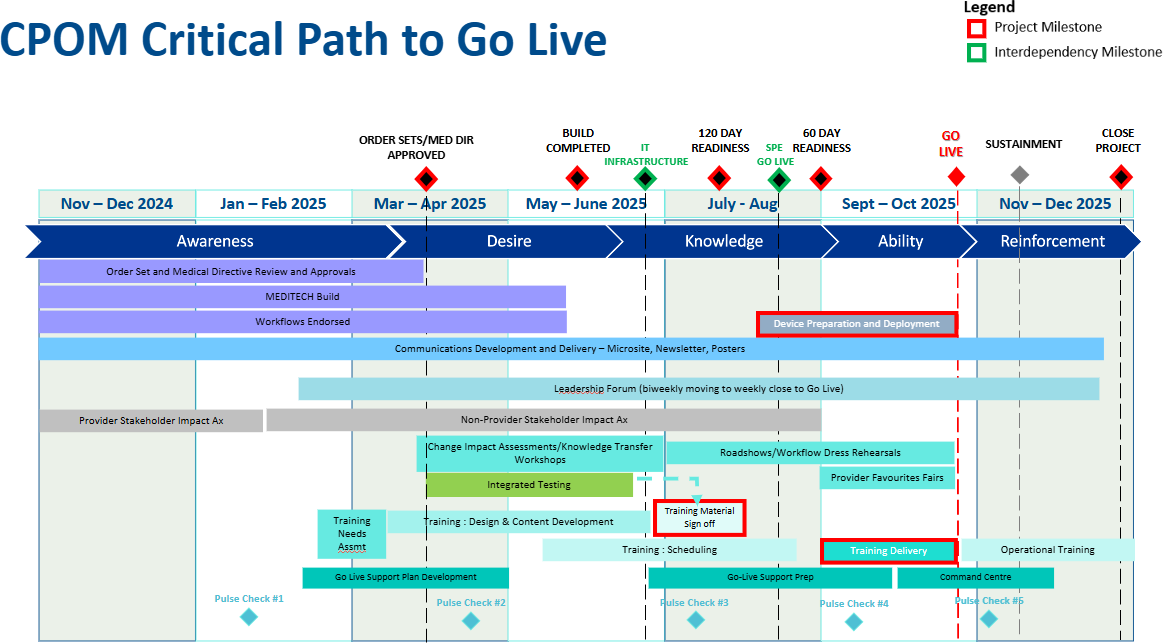 Legend
CPOM Critical Path to Go Live
Project Milestone
Interdependency Milestone
ORDER SETS/MED DIR
APPROVED
BUILD
COMPLETED
IT
INFRASTRUCTURE
120 DAY
READINESS
SPE
GO LIVE
60 DAY
READINESS
GO
LIVE
SUSTAINMENT
CLOSE
PROJECT
Nov – Dec 2024
Jan – Feb 2025
Mar – Apr 2025
May – June 2025
July - Aug
Sept – Oct 2025
Nov – Dec 2025
Awareness
Desire
Knowledge
Ability
Reinforcement
Order Set and Medical Directive Review and Approvals
MEDITECH Build
Workflows Endorsed
Device Preparation and Deployment
Communications Development and Delivery – Microsite, Newsletter, Posters
Leadership Forum (biweekly moving to weekly close to Go Live)
Provider Stakeholder Impact Ax
Non-Provider Stakeholder Impact Ax
Change Impact Assessments/Knowledge Transfer
Workshops
Roadshows/Workflow Dress Rehearsals
Integrated Testing
Provider Favourites Fairs
Training
Needs
Assmt
Training : Design & Content Development
Training Material
Sign off
Training : Scheduling
Training Delivery
Operational Training
Go Live Support Plan Development
Go-Live Support Prep
Command Centre
Pulse Check #1
Pulse Check #2
Pulse Check #3
Pulse Check #4
Pulse Check #5